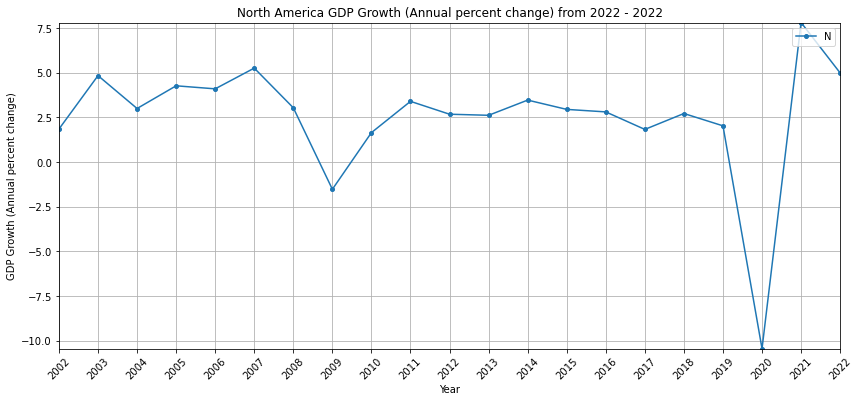 North America GDP Growth (Annual percent change) from 2022 - 2022
N
GDP Growth (Annual percent change)
7.5
5.0
2.5
0.0
−2.5
−5.0
−7.5
−10.0
2002 2003 2004 2005 2006 2007 2008 2009 2010 2011 2012 2013 2014 2015 2016 2017 2018 2019 2020 2021 2022
Year